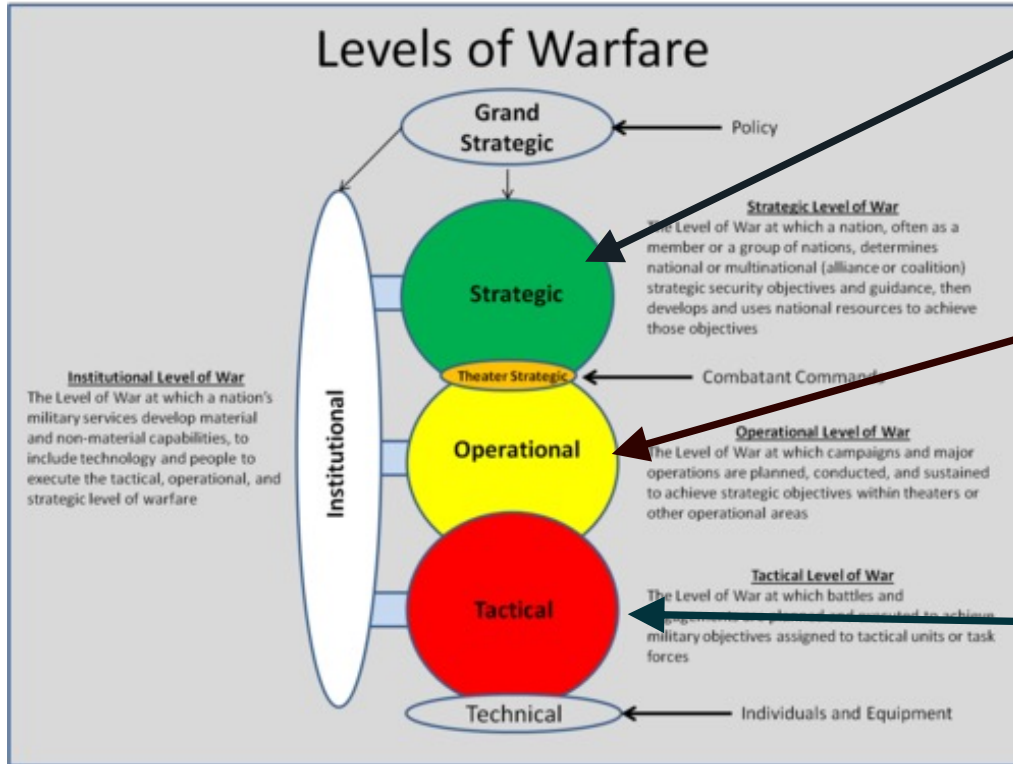 Levels of Warfare
Grand
Strategic
Policy
Strategic Level of War
The Level of War at which a nation, often as a
member or a group of nations, determines
national or multinational (alliance or coalition)
strategic security objectives and guidance, then
develops and uses national resources to achieve
those objectives
Strategic
Theater Strategic
Combatant Commands
Institutional Level of War
The Level of War at which a nation's
military services develop material
and non-material capabilities, to
include technology and people to
execute the tactical, operational, and
strategic level of warfare
Institutional
Operational
Operational Level of War
The Level of War at which campaigns and major
operations are planned, conducted, and sustained
to achieve strategic objectives within theaters or
other operational areas
Tactical
Tactical Level of War
The Level of War at which battles and
engagements are planned and executed to achieve
military objectives assigned to tactical units or task
forces
Technical
Individuals and Equipment